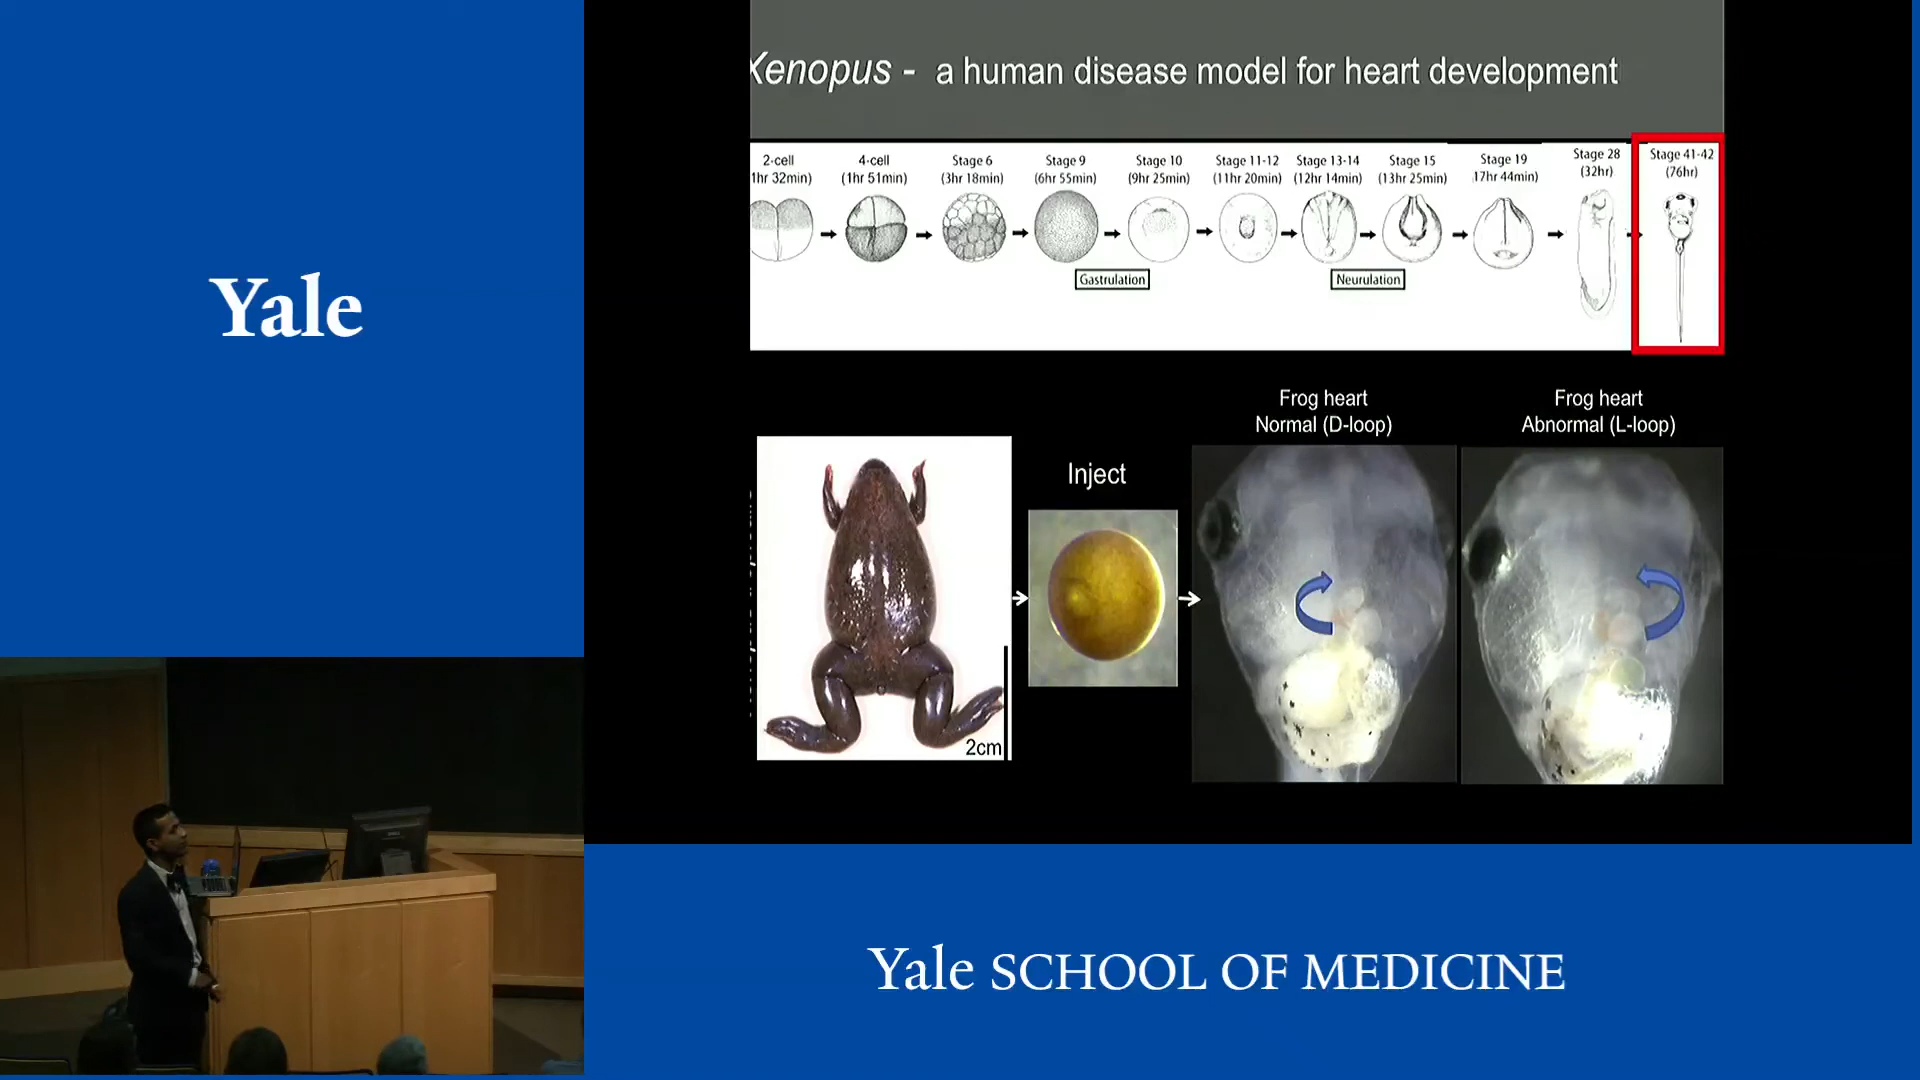 Xenopus - a human disease model for heart development
2-cell
1hr 32min)
4-cell
(1hr 51min)
Stage 6
(3hr 18min)
Stage 9
(6hr 55min)
Stage 10
(9hr 25min)
Stage 11-12
(11hr 20min)
Stage 13-14
(12hr 14min)
Stage 15
(13hr 25min)
Stage 19
17hr 44min)
Stage 28
(32hr)
Stage 41-42
(76hr)
Gastrulation
Neurulation
Yale
Frog heart
Normal (D-loop)
Frog heart
Abnormal (L-loop)
Inject
2cm
Yale SCHOOL OF MEDICINE